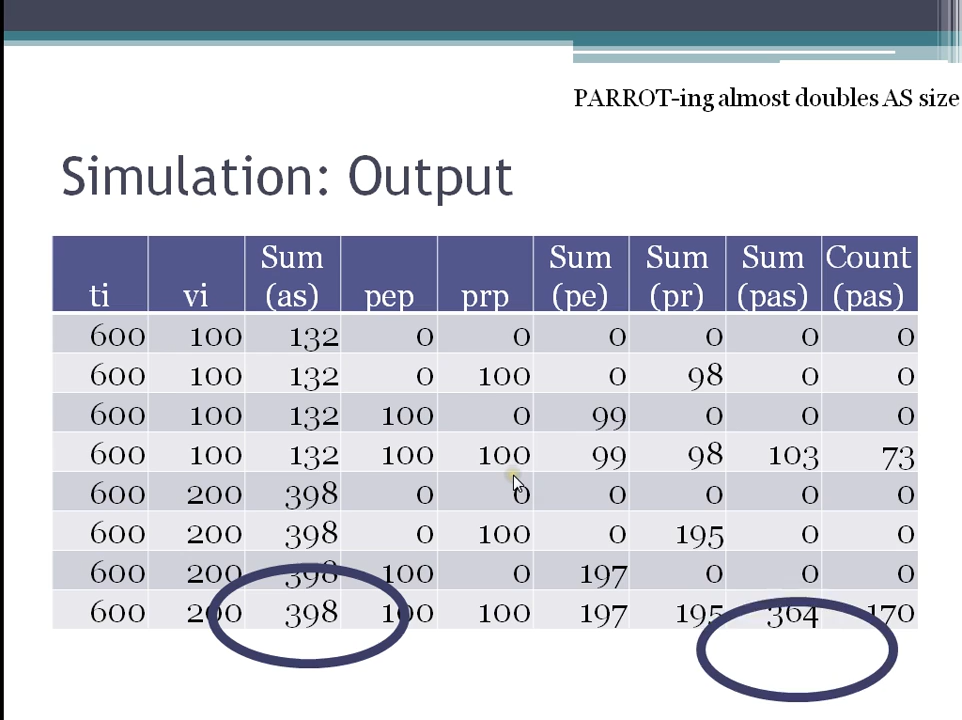 PARROT-ing almost doubles AS size
Simulation: Output
ti vi Sum (as) pep prp Sum (pe) Sum (pr) Sum (pas) Count (pas)
600 100 132 0 0 0 0 0 0
600 100 132 0 100 0 98 0 0
600 100 132 100 0 99 0 0 0
600 100 132 100 100 99 98 103 73
600 200 398 0 0 0 0 0 0
600 200 398 0 100 0 195 0 0
600 200 398 100 0 197 0 0 0
600 200 398 100 100 197 195 364 170